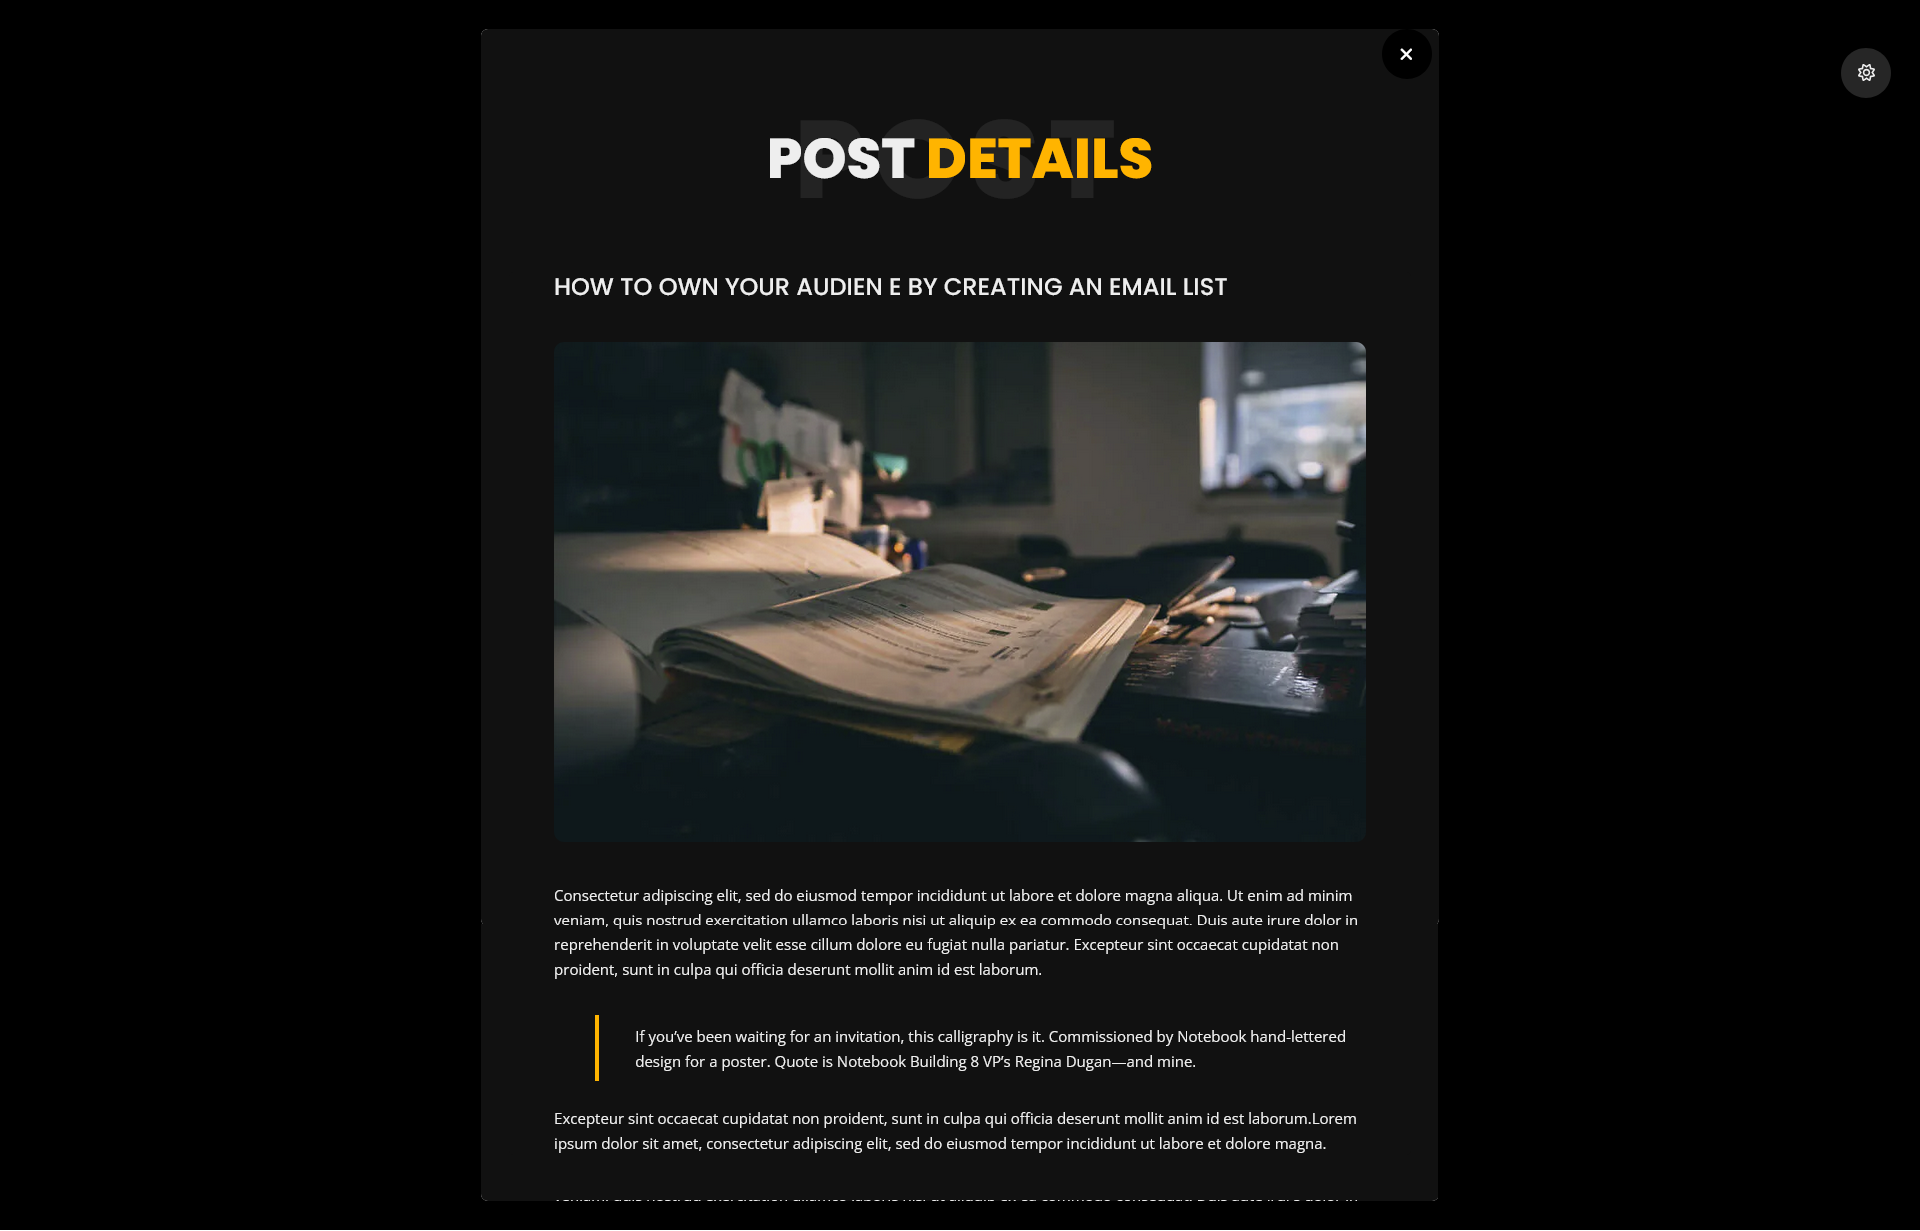 POST
POST DETAILS
HOW TO OWN YOUR AUDIEN E BY CREATING AN EMAIL LIST
Consectetur adipiscing elit, sed do eiusmod tempor incididunt ut labore et dolore magna aliqua. Ut enim ad minim
veniam, quis nostrud exercitation ullamco laboris nisi ut aliquip ex ea commodo consequat. Duis aute irure dolor in
reprehenderit in voluptate velit esse cillum dolore eu fugiat nulla pariatur. Excepteur sint occaecat cupidatat non
proident, sunt in culpa qui officia deserunt mollit anim id est laborum.
If you’ve been waiting for an invitation, this calligraphy is it. Commissioned by Notebook hand-lettered
design for a poster. Quote is Notebook Building 8 VP’s Regina Dugan—and mine.
Excepteur sint occaecat cupidatat non proident, sunt in culpa qui officia deserunt mollit anim id est laborum.Lorem
ipsum dolor sit amet, consectetur adipiscing elit, sed do eiusmod tempor incididunt ut labore et dolore magna.